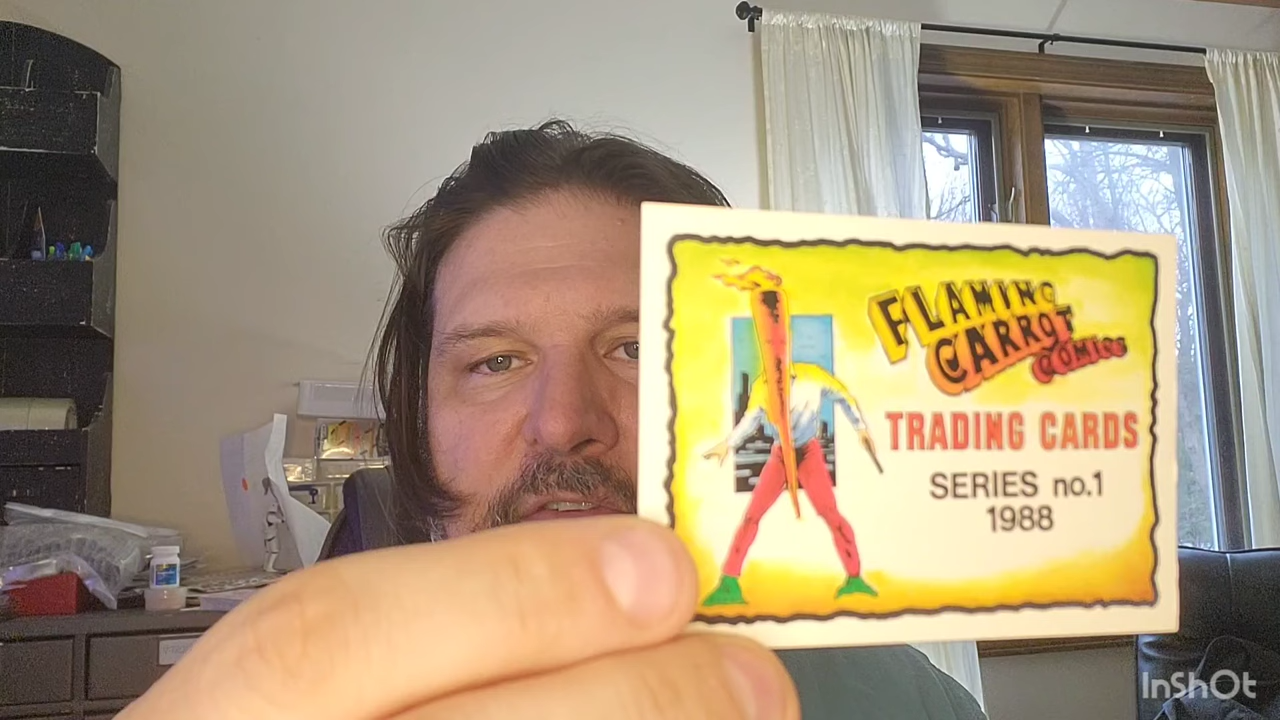 FLAMING
CARROT
COMICS
TRADING CARDS
SERIES no.1
1988
InShOt